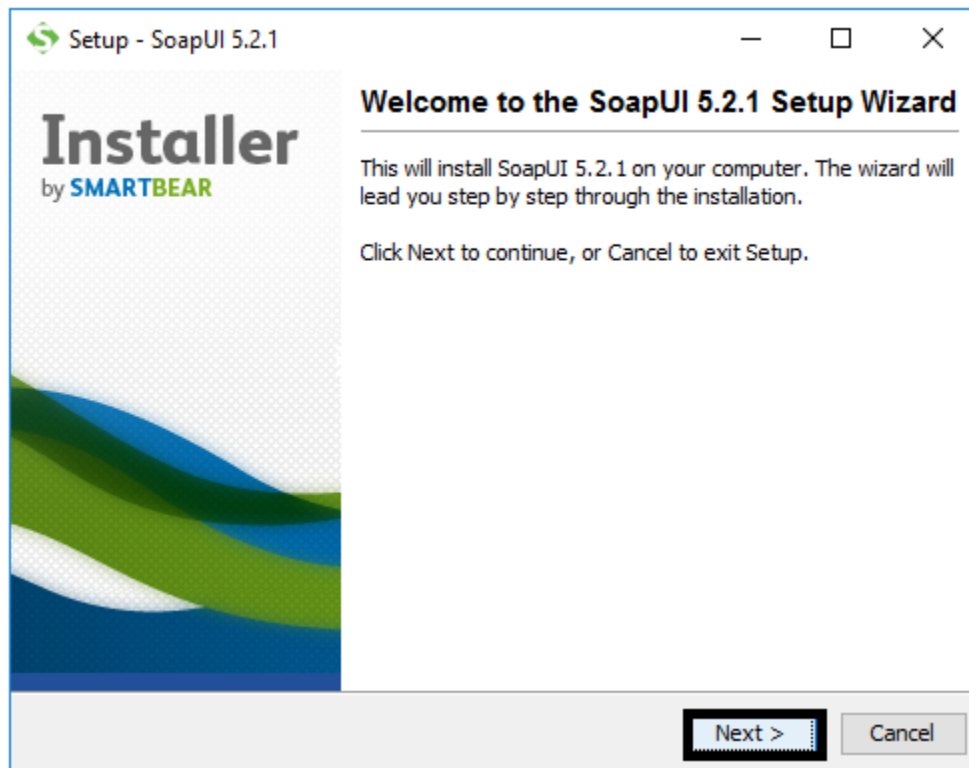 Setup - SoapUI 5.2.1
Installer
by SMARTBEAR
Welcome to the SoapUI 5.2.1 Setup Wizard
This will install SoapUI 5.2.1 on your computer. The wizard will
lead you step by step through the installation.
Click Next to continue, or Cancel to exit Setup.
Next >
Cancel